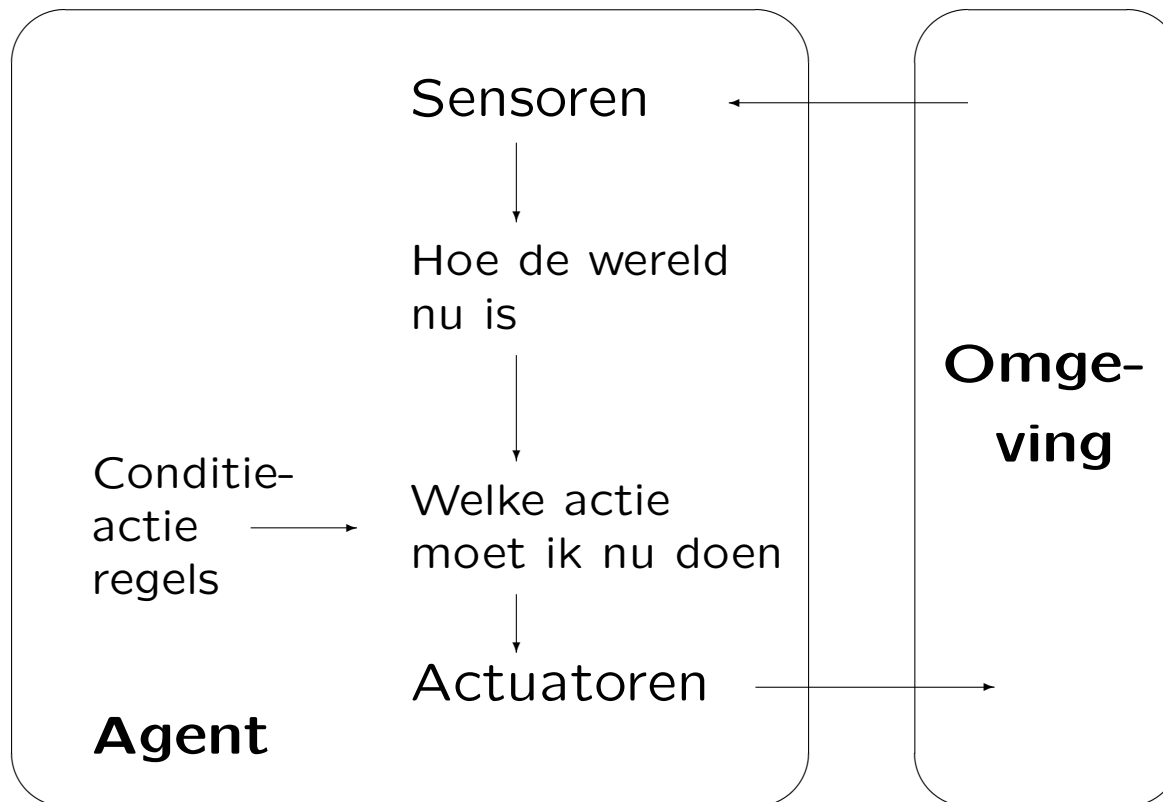 Sensoren
Hoe de wereld
nu is
Omge-
ving
Conditie-
actie
regels
Welke actie
moet ik nu doen
Actuatoren
Agent